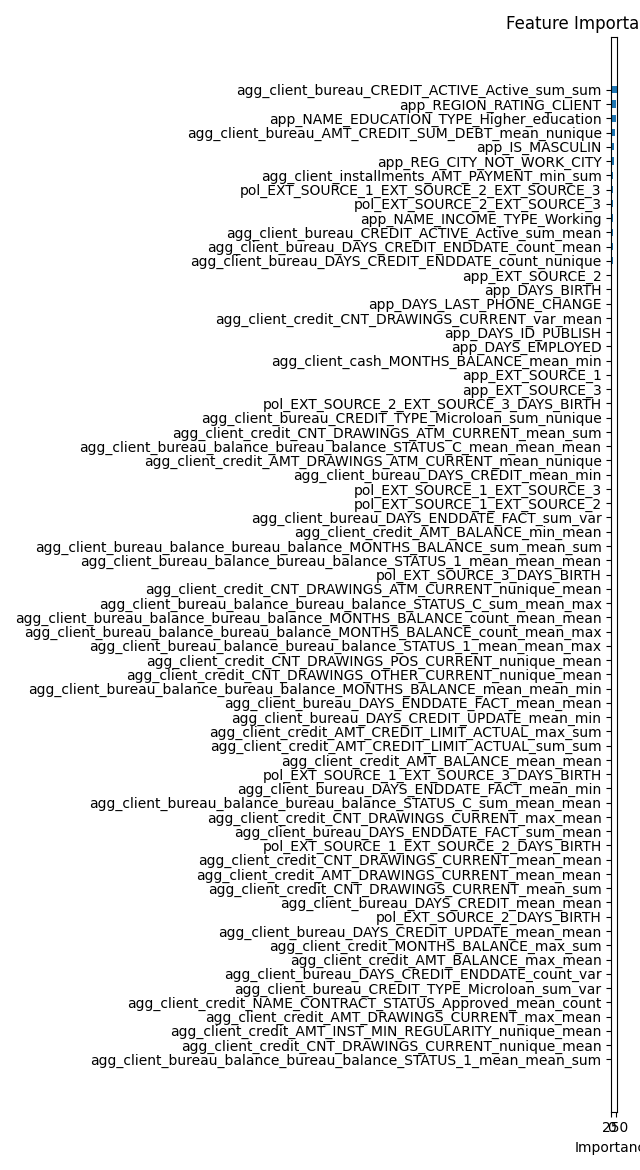 Feature Importa
agg_client_bureau_CREDIT_ACTIVE_Active_sum_sum
app_REGION_RATING_CLIENT
app_NAME_EDUCATION_TYPE_Higher_education
agg_client_bureau_AMT_CREDIT_SUM_DEBT_mean_nunique
app_IS_MASCULIN
app_REG_CITY_NOT_WORK_CITY
agg_client_installments_AMT_PAYMENT_min_sum
pol_EXT_SOURCE_1_EXT_SOURCE_2_EXT_SOURCE_3
pol_EXT_SOURCE_2_EXT_SOURCE_3
app_NAME_INCOME_TYPE_Working
agg_client_bureau_CREDIT_ACTIVE_Active_sum_mean
agg_client_bureau_DAYS_CREDIT_ENDDATE_count_mean
agg_client_bureau_DAYS_CREDIT_ENDDATE_count_nunique
app_EXT_SOURCE_2
app_DAYS_BIRTH
app_DAYS_LAST_PHONE_CHANGE
agg_client_credit_CNT_DRAWINGS_CURRENT_var_mean
app_DAYS_ID_PUBLISH
app_DAYS_EMPLOYED
agg_client_cash_MONTHS_BALANCE_mean_min
app_EXT_SOURCE_1
app_EXT_SOURCE_3
pol_EXT_SOURCE_2_EXT_SOURCE_3_DAYS_BIRTH
agg_client_bureau_CREDIT_TYPE_Microloan_sum_nunique
agg_client_credit_CNT_DRAWINGS_ATM_CURRENT_mean_sum
agg_client_bureau_balance_bureau_balance_STATUS_C_mean_mean_mean
agg_client_credit_AMT_DRAWINGS_ATM_CURRENT_mean_nunique
agg_client_bureau_DAYS_CREDIT_mean_min
pol_EXT_SOURCE_1_EXT_SOURCE_3
pol_EXT_SOURCE_1_EXT_SOURCE_2
agg_client_bureau_DAYS_ENDDATE_FACT_sum_var
agg_client_credit_AMT_BALANCE_min_mean
agg_client_bureau_balance_bureau_balance_MONTHS_BALANCE_sum_mean_sum
agg_client_bureau_balance_bureau_balance_STATUS_1_mean_mean_mean
pol_EXT_SOURCE_3_DAYS_BIRTH
agg_client_credit_CNT_DRAWINGS_ATM_CURRENT_nunique_mean
agg_client_bureau_balance_bureau_balance_STATUS_C_sum_mean_max
agg_client_bureau_balance_bureau_balance_MONTHS_BALANCE_count_mean_mean
agg_client_bureau_balance_bureau_balance_MONTHS_BALANCE_count_mean_max
agg_client_bureau_balance_bureau_balance_STATUS_1_mean_mean_max
agg_client_credit_CNT_DRAWINGS_POS_CURRENT_nunique_mean
agg_client_credit_CNT_DRAWINGS_OTHER_CURRENT_nunique_mean
agg_client_bureau_balance_bureau_balance_MONTHS_BALANCE_mean_mean_min
agg_client_bureau_DAYS_ENDDATE_FACT_mean_mean
agg_client_bureau_DAYS_CREDIT_UPDATE_mean_min
agg_client_credit_AMT_CREDIT_LIMIT_ACTUAL_max_sum
agg_client_credit_AMT_CREDIT_LIMIT_ACTUAL_sum_sum
agg_client_credit_AMT_BALANCE_mean_mean
pol_EXT_SOURCE_1_EXT_SOURCE_3_DAYS_BIRTH
agg_client_bureau_DAYS_ENDDATE_FACT_mean_min
agg_client_bureau_balance_bureau_balance_STATUS_C_sum_mean_mean
agg_client_credit_CNT_DRAWINGS_CURRENT_max_mean
agg_client_bureau_DAYS_ENDDATE_FACT_sum_mean
pol_EXT_SOURCE_1_EXT_SOURCE_2_DAYS_BIRTH
agg_client_credit_CNT_DRAWINGS_CURRENT_mean_mean
agg_client_credit_AMT_DRAWINGS_CURRENT_mean_mean
agg_client_credit_CNT_DRAWINGS_CURRENT_mean_sum
agg_client_bureau_DAYS_CREDIT_mean_mean
pol_EXT_SOURCE_2_DAYS_BIRTH
agg_client_bureau_DAYS_CREDIT_UPDATE_mean_mean
agg_client_credit_MONTHS_BALANCE_max_sum
agg_client_credit_AMT_BALANCE_max_mean
agg_client_bureau_DAYS_CREDIT_ENDDATE_count_var
agg_client_bureau_CREDIT_TYPE_Microloan_sum_var
agg_client_credit_NAME_CONTRACT_STATUS_Approved_mean_count
agg_client_credit_AMT_DRAWINGS_CURRENT_max_mean
agg_client_credit_AMT_INST_MIN_REGULARITY_nunique_mean
agg_client_credit_CNT_DRAWINGS_CURRENT_nunique_mean
agg_client_bureau_balance_bureau_balance_STATUS_1_mean_mean_sum
Importanc